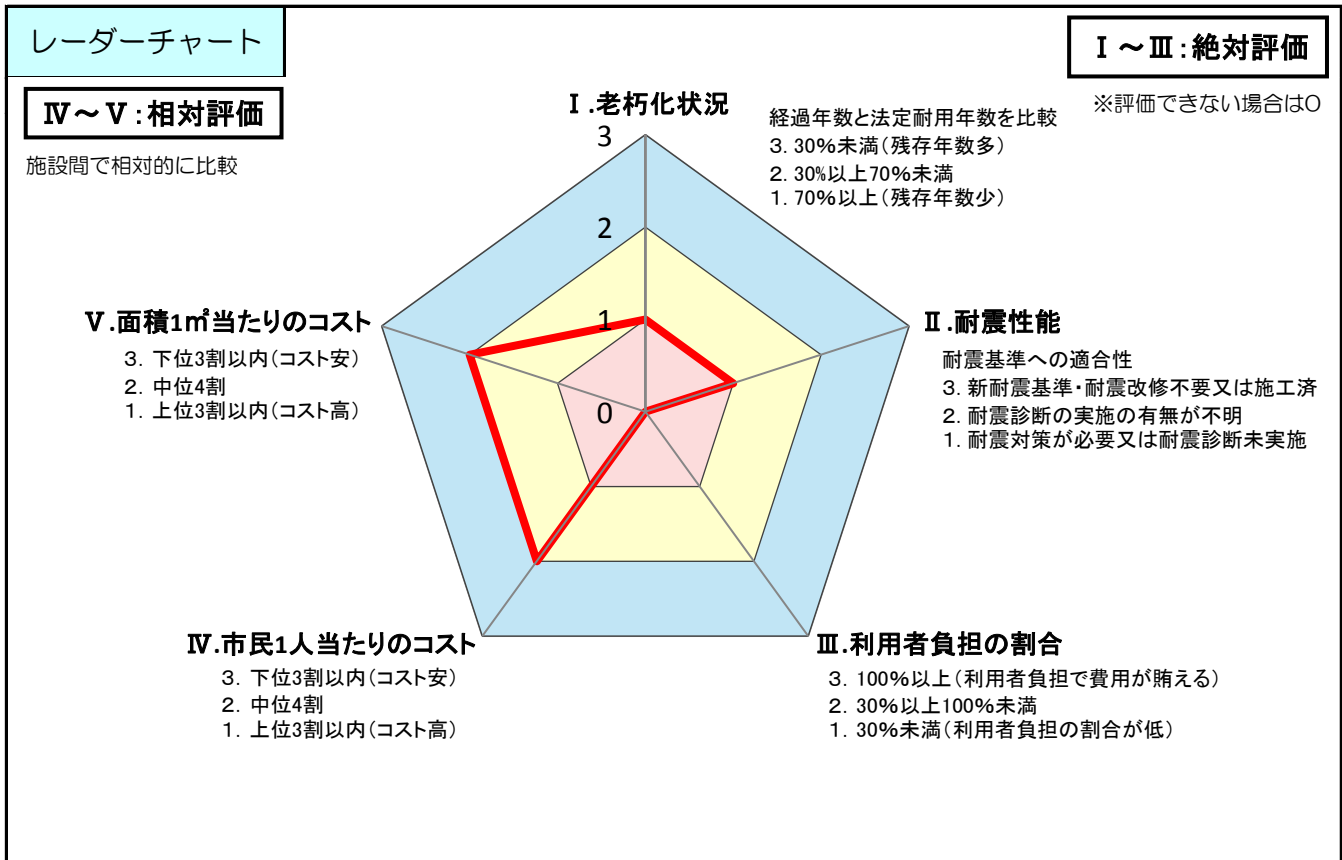 レーダーチャート
Ⅰ～Ⅲ：絶対評価
※評価できない場合は0
Ⅳ～Ⅴ：相対評価
施設間で相対的に比較
Ⅰ.老朽化状況
経過年数と法定耐用年数を比較
3. 30%未満（残存年数多）
2. 30%以上70%未満
1. 70%以上（残存年数少）
3
2
1
0
Ⅴ.面積1㎡当たりのコスト
3. 下位3割以内（コスト安）
2. 中位4割
1. 上位3割以内（コスト高）
Ⅱ.耐震性能
耐震基準への適合性
3. 新耐震基準・耐震改修不要又は施工済
2. 耐震診断の実施の有無が不明
1. 耐震対策が必要又は耐震診断未実施
Ⅳ.市民1人当たりのコスト
3. 下位3割以内（コスト安）
2. 中位4割
1. 上位3割以内（コスト高）
Ⅲ.利用者負担の割合
3. 100%以上（利用者負担で費用が賄える）
2. 30%以上100%未満
1. 30%未満（利用者負担の割合が低）